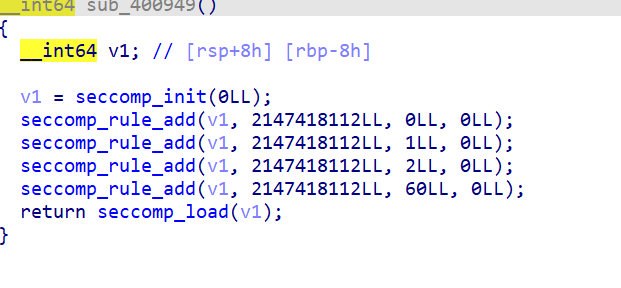 __int64 sub_400949()
{
__int64 v1; // [rsp+8h] [rbp-8h]
v1 = seccomp_init(0LL);
seccomp_rule_add(v1, 2147418112LL, 0LL, 0LL);
seccomp_rule_add(v1, 2147418112LL, 1LL, 0LL);
seccomp_rule_add(v1, 2147418112LL, 2LL, 0LL);
seccomp_rule_add(v1, 2147418112LL, 60LL, 0LL);
return seccomp_load(v1);
}